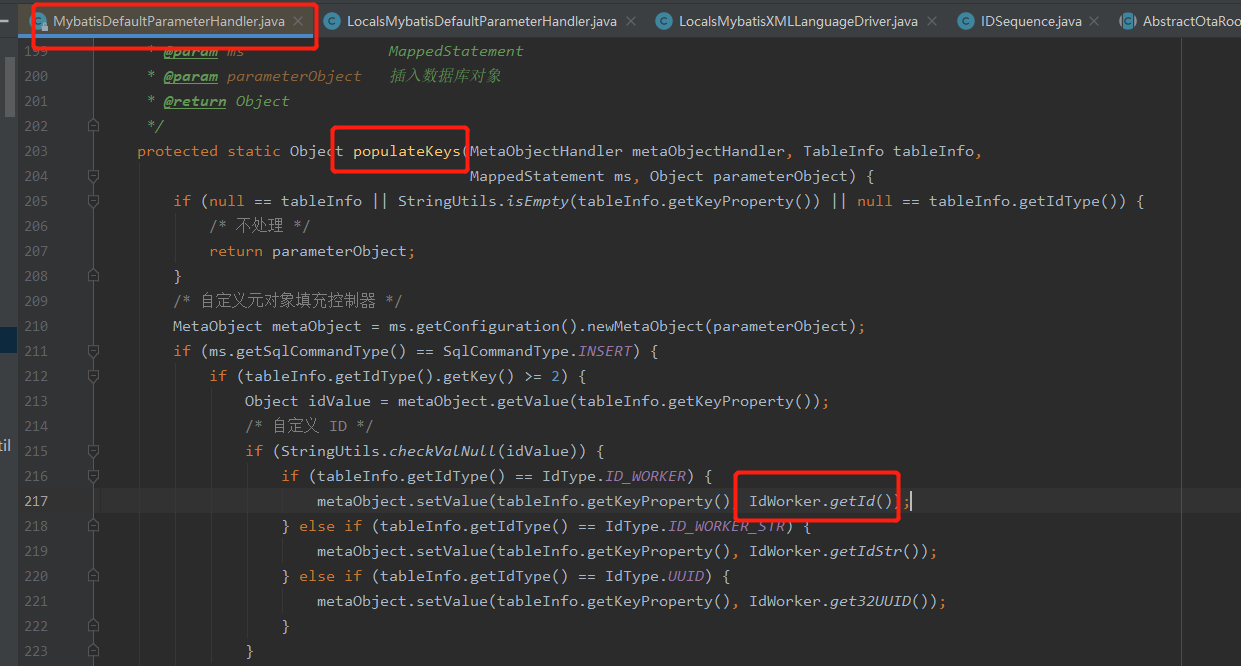 MybatisDefaultParameterHandler.java LocalsMybatisDefaultParameterHandler.java LocalsMybatisXMLLanguageDriver.java IDSequence.java AbstractOtaRoo
199 * @param ms MappedStatement
200 * @param parameterObject 插入数据库对象
201 * @return Object
202 */
203 protected static Object populateKeys(MetaObjectHandler metaObjectHandler, TableInfo tableInfo,
204 MappedStatement ms, Object parameterObject) {
205 if (null == tableInfo || StringUtils.isEmpty(tableInfo.getKeyProperty()) || null == tableInfo.getIdType()) {
206 /* 不处理 */
207 return parameterObject;
208 }
209 /* 自定义元对象填充控制器 */
210 MetaObject metaObject = ms.getConfiguration().newMetaObject(parameterObject);
211 if (ms.getSqlCommandType() == SqlCommandType.INSERT) {
212 if (tableInfo.getIdType().getKey() >= 2) {
213 Object idValue = metaObject.getValue(tableInfo.getKeyProperty());
214 /* 自定义 ID */
til
215 if (StringUtils.checkValNull(idValue)) {
216 if (tableInfo.getIdType() == IdType.ID_WORKER) {
217 metaObject.setValue(tableInfo.getKeyProperty() IdWorker.getId());
218 } else if (tableInfo.getIdType() == IdType.ID_WORKER_STR) {
219 metaObject.setValue(tableInfo.getKeyProperty(), IdWorker.getIdStr());
220 } else if (tableInfo.getIdType() == IdType.UUID) {
221 metaObject.setValue(tableInfo.getKeyProperty(), IdWorker.get32UUID());
222 }
223 }